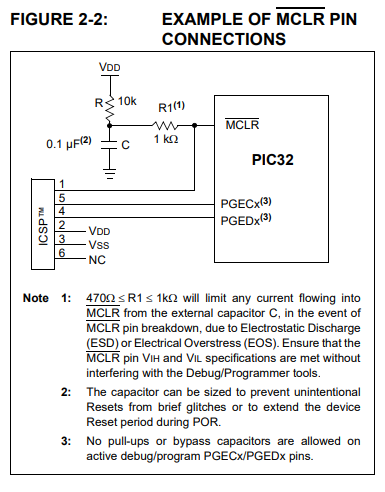 FIGURE 2-2: EXAMPLE OF MCLR PIN
CONNECTIONS
VDD
R 10k
R1(1)
1 kΩ
0.1 µF(2)
C
MCLR
PIC32
PGECx(3)
PGEDx(3)
ICSP™
1
5
4
2 VDD
3 VSS
6 NC
Note 1: 470Ω ≤ R1 ≤ 1kΩ will limit any current flowing into
MCLR from the external capacitor C, in the event of
MCLR pin breakdown, due to Electrostatic Discharge
(ESD) or Electrical Overstress (EOS). Ensure that the
MCLR pin VIH and VIL specifications are met without
interfering with the Debug/Programmer tools.
2: The capacitor can be sized to prevent unintentional
Resets from brief glitches or to extend the device
Reset period during POR.
3: No pull-ups or bypass capacitors are allowed on
active debug/program PGECx/PGEDx pins.